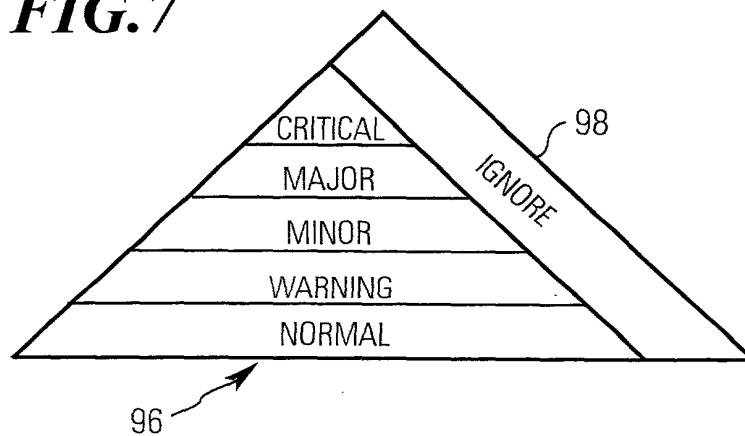 FIG. 7
98
CRITICAL
IGNORE
MAJOR
MINOR
WARNING
NORMAL
96